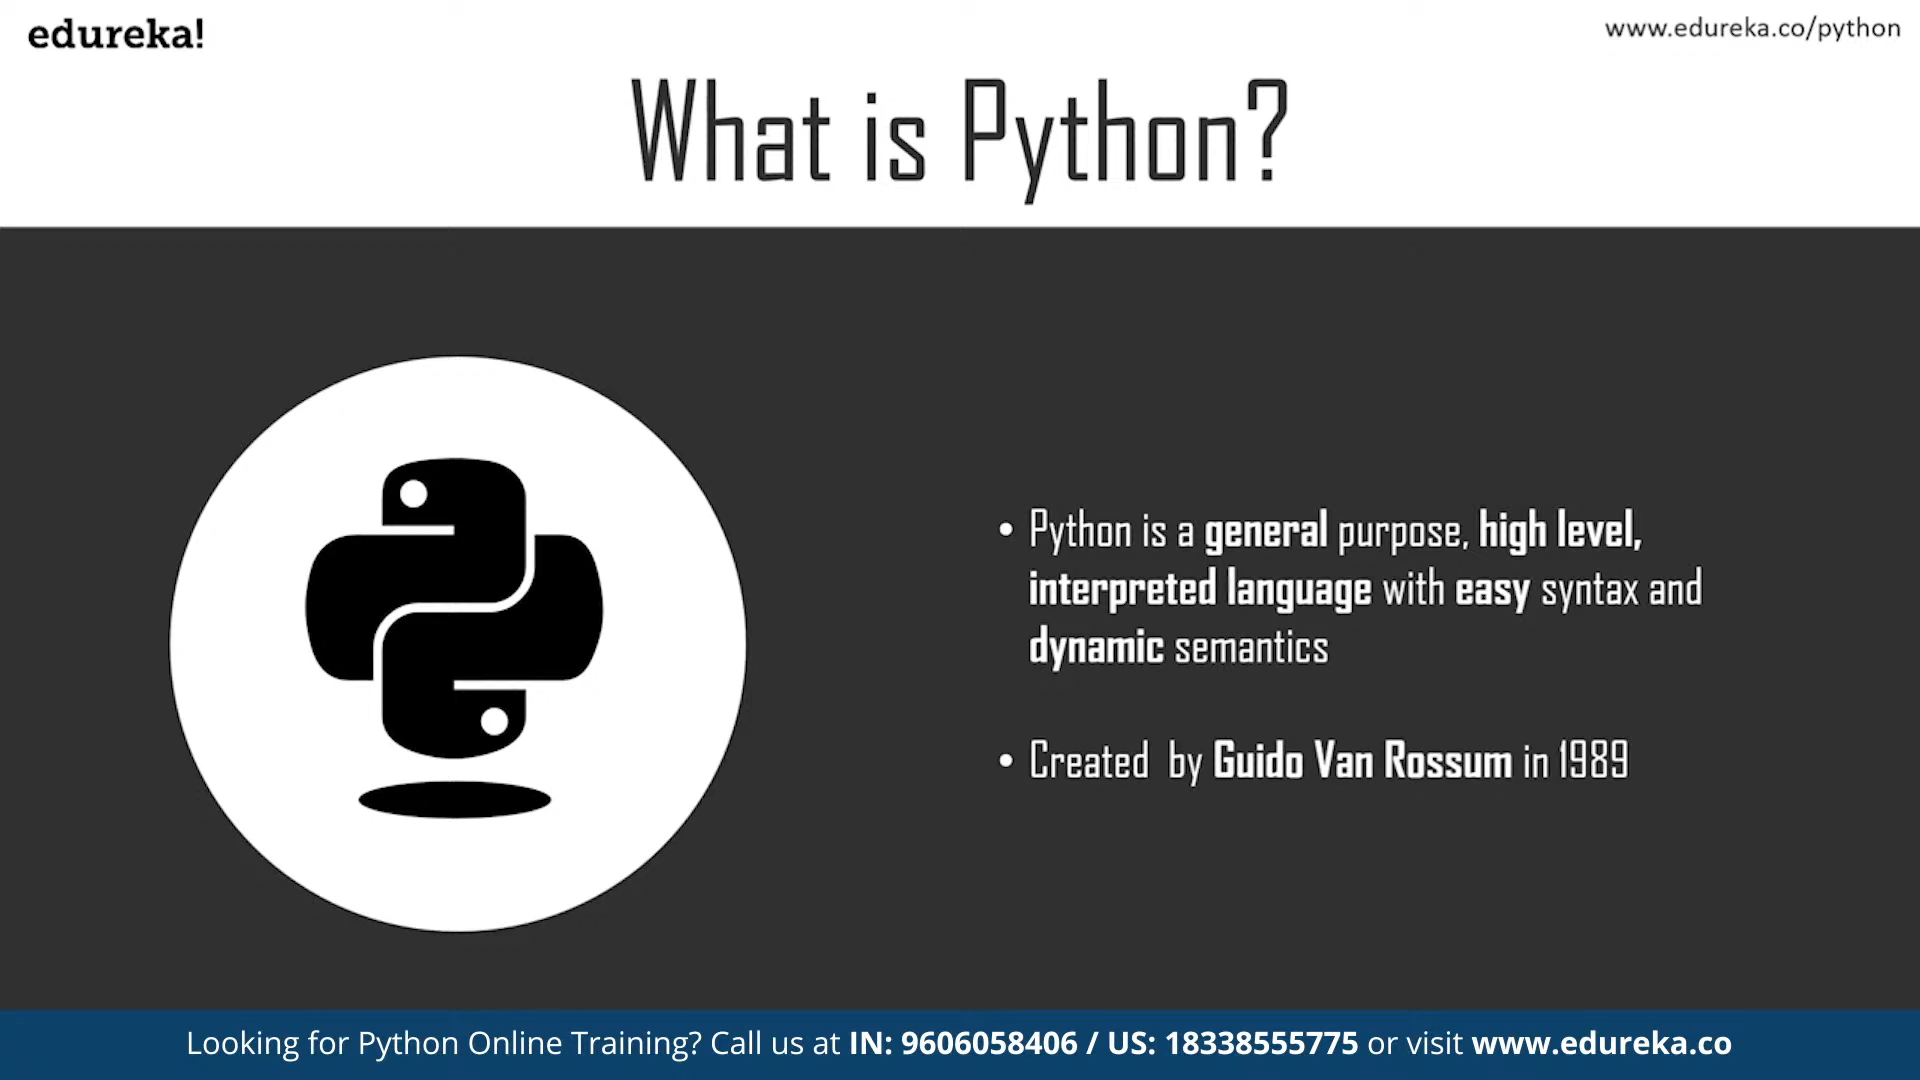 edureka!
www.edureka.co/python
What is Python?
• Python is a general purpose, high level,
interpreted language with easy syntax and
dynamic semantics
• Created by Guido Van Rossum in 1989
Looking for Python Online Training? Call us at IN: 9606058406 / US: 18338555775 or visit www.edureka.co